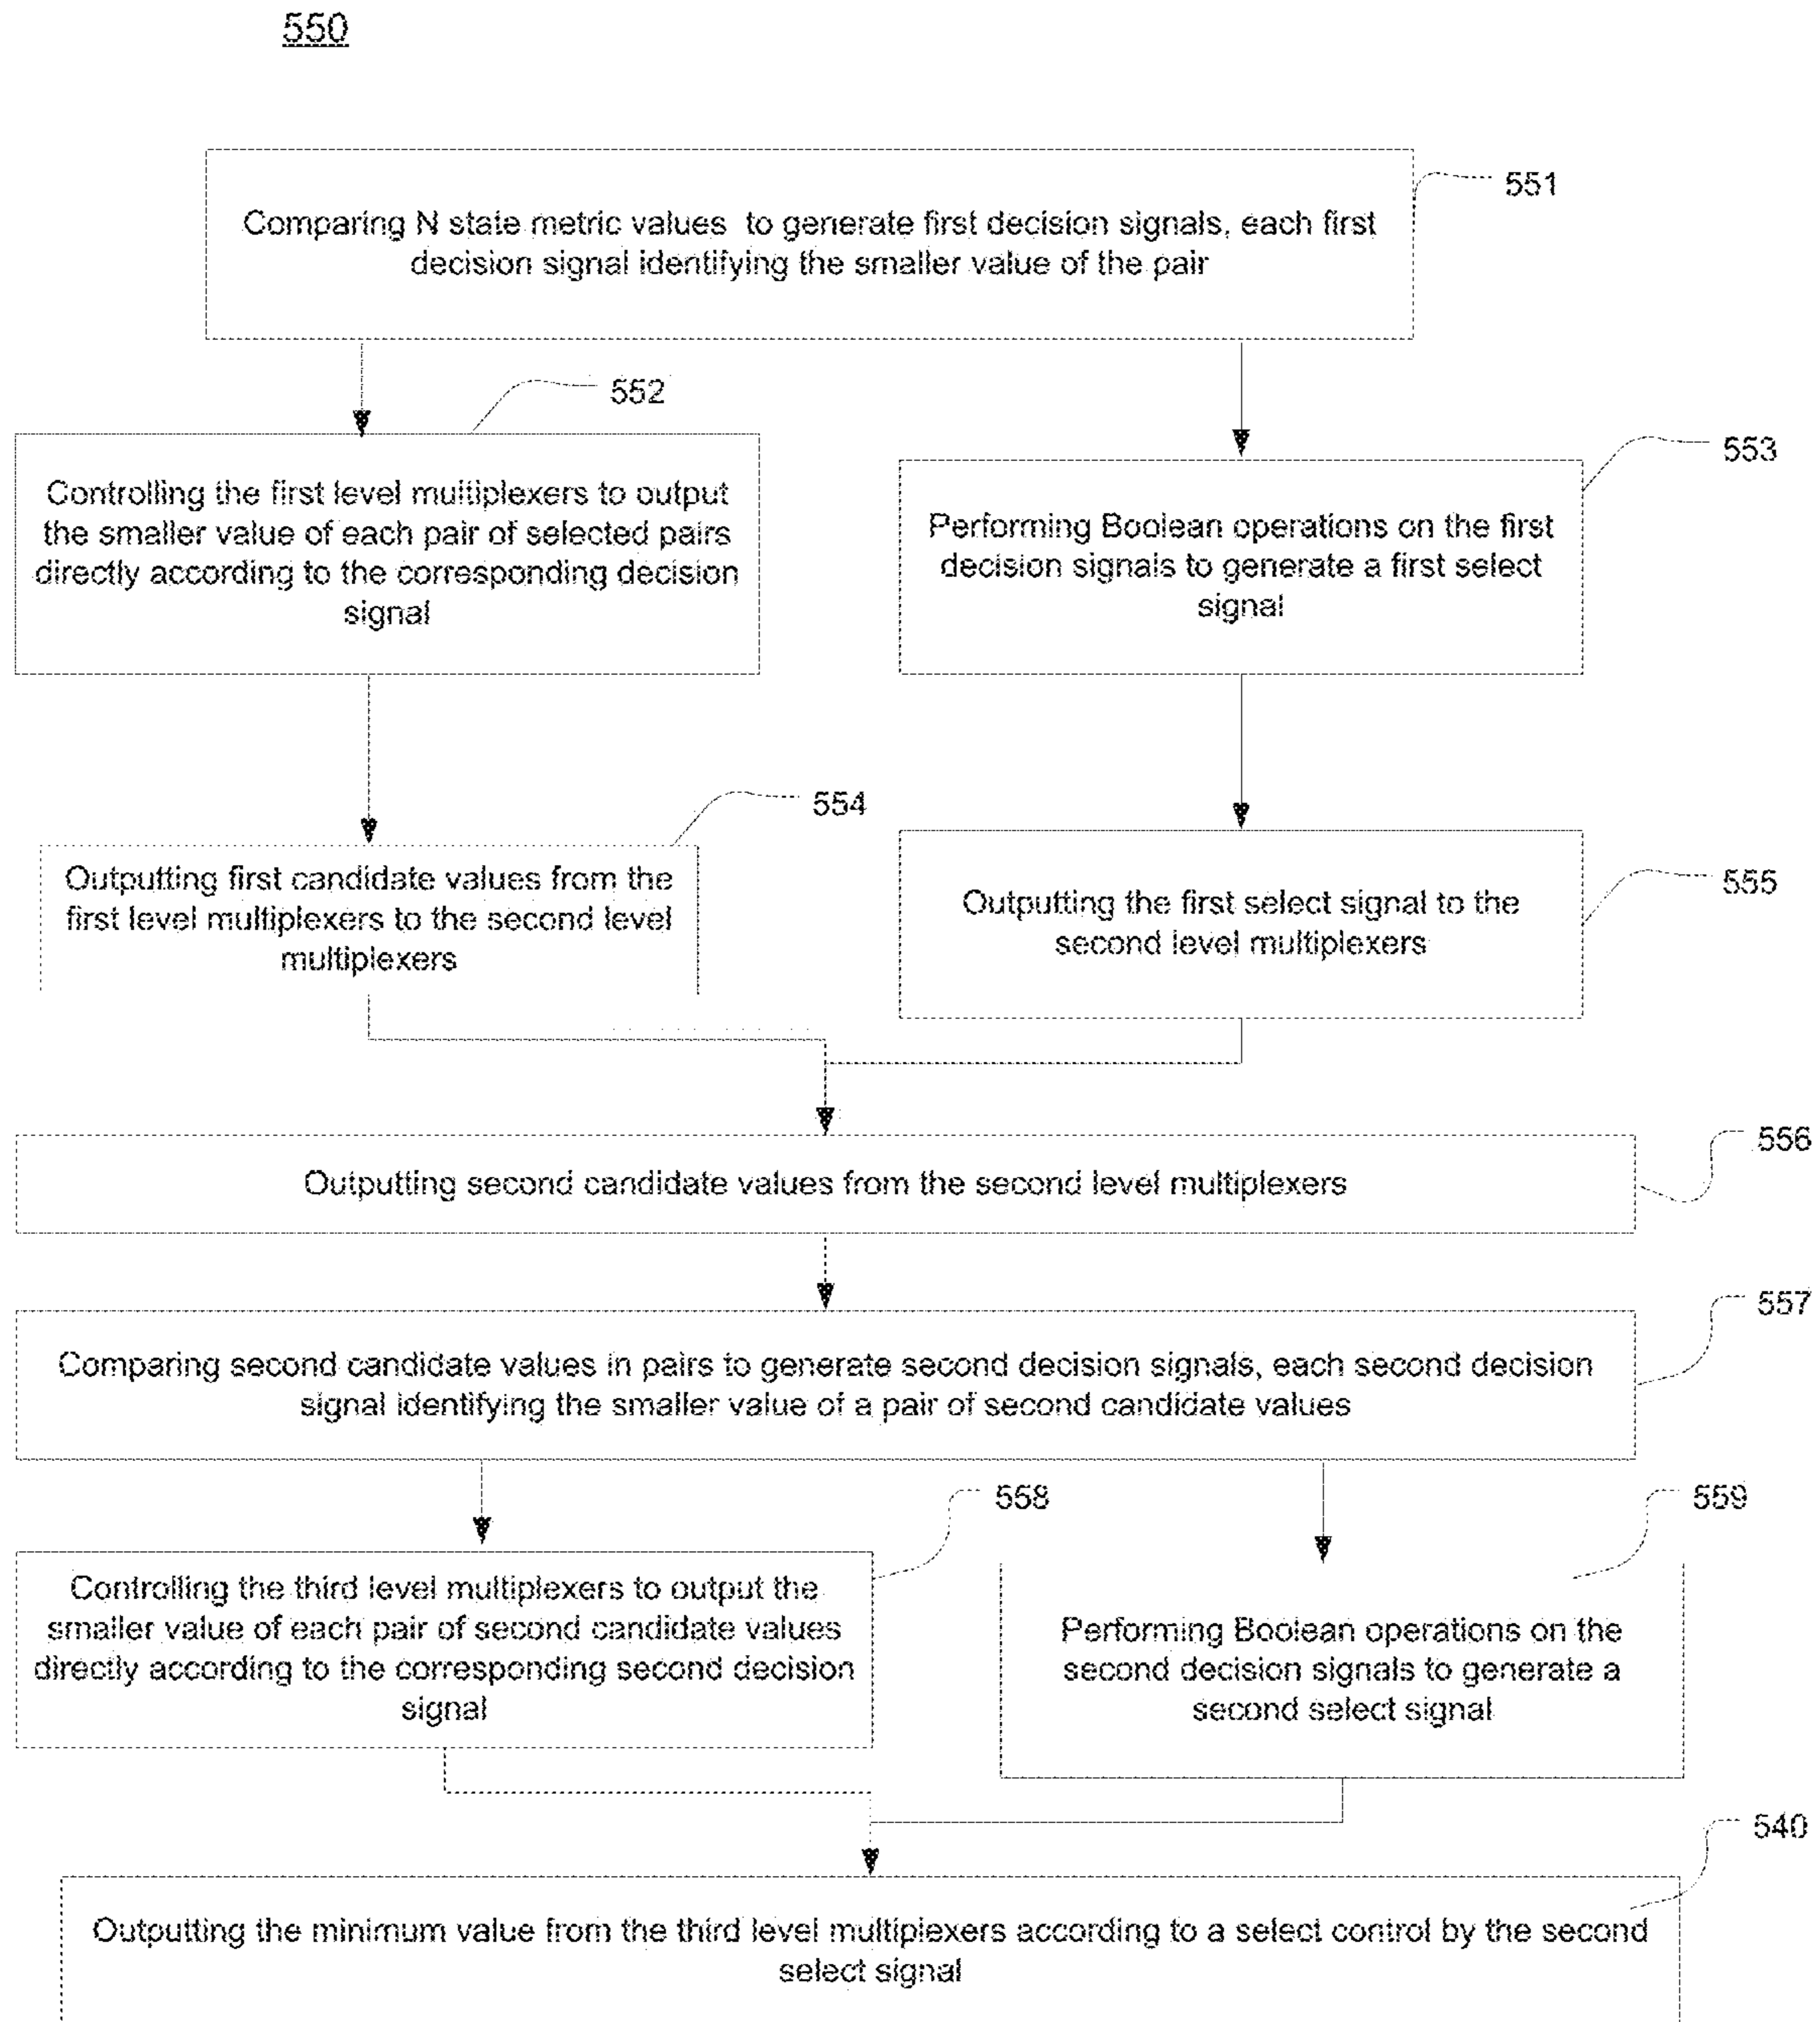 550
551
Comparing N state metric values to generate first decision signals, each first
decision signal identifying the smaller value of the pair
552
553
Controlling the first level multiplexers to output
the smaller value of each pair of selected pairs
directly according to the corresponding decision
signal
Performing Boolean operations on the first
decision signals to generate a first select
signal
554
555
Outputting first candidate values from the
first level multiplexers to the second level
multiplexers
Outputting the first select signal to the
second level multiplexers
556
Outputting second candidate values from the second level multiplexers
557
Comparing second candidate values in pairs to generate second decision signals, each second decision
signal identifying the smaller value of a pair of second candidate values
558
559
Controlling the third level multiplexers to output the
smaller value of each pair of second candidate values
directly according to the corresponding second decision
signal
Performing Boolean operations on the
second decision signals to generate a
second select signal
540
Outputting the minimum value from the third level multiplexers according to a select control by the second
select signal